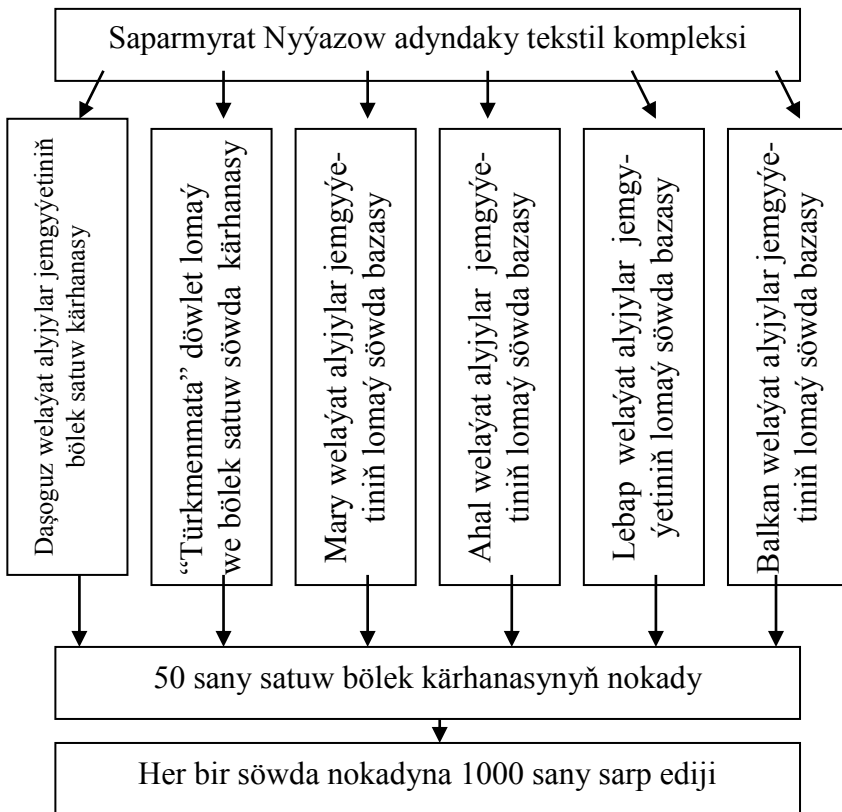 Saparmyrat Nyýazow adyndaky tekstil kompleksi
Daşoguz welaýat alyjylar jemgyýetiniň
bölek satuw kärhanasy
“Türkmenmata” döwlet lomaý
we bölek satuw söwda kärhanasy
Mary welaýat alyjylar jemgyýe-
tiniň lomaý söwda bazasy
Ahal welaýat alyjylar jemgyýe-
tiniň lomaý söwda bazasy
Lebap welaýat alyjylar jemgy-
ýetiniň lomaý söwda bazasy
Balkan welaýat alyjylar jemgyýe-
tiniň lomaý söwda bazasy
50 sany satuw bölek kärhanasynyň nokady
Her bir söwda nokadyna 1000 sany sarp ediji